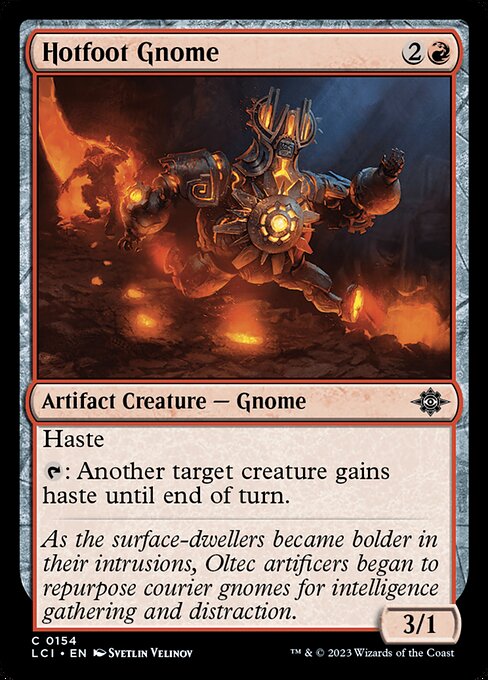 Hotfoot Gnome 2
Artifact Creature — Gnome
Haste
: Another target creature gains
haste until end of turn.
As the surface-dwellers became bolder in
their intrusions, Oltec artificers began to
repurpose courier gnomes for intelligence
gathering and distraction.
3/1
C 0154
LCI • EN Svetlin Velinov
™ & © 2023 Wizards of the Coast